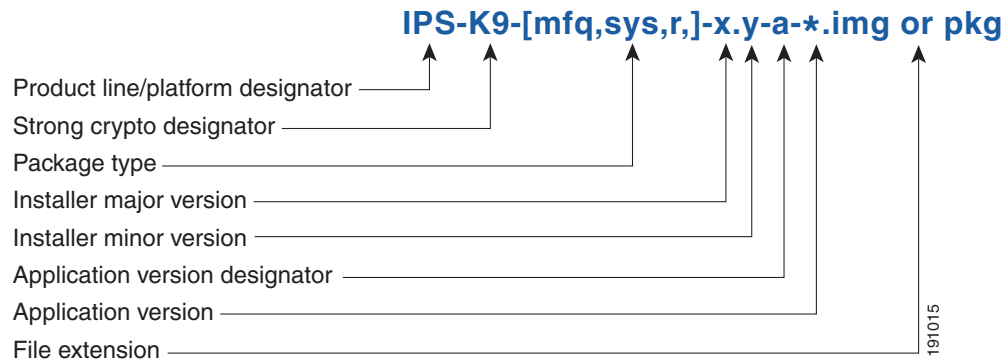 IPS-K9-[mfq,sys,r,]-x.y-a-*.img or pkg
Product line/platform designator
Strong crypto designator
Package type
Installer major version
Installer minor version
Application version designator
Application version
File extension
191015